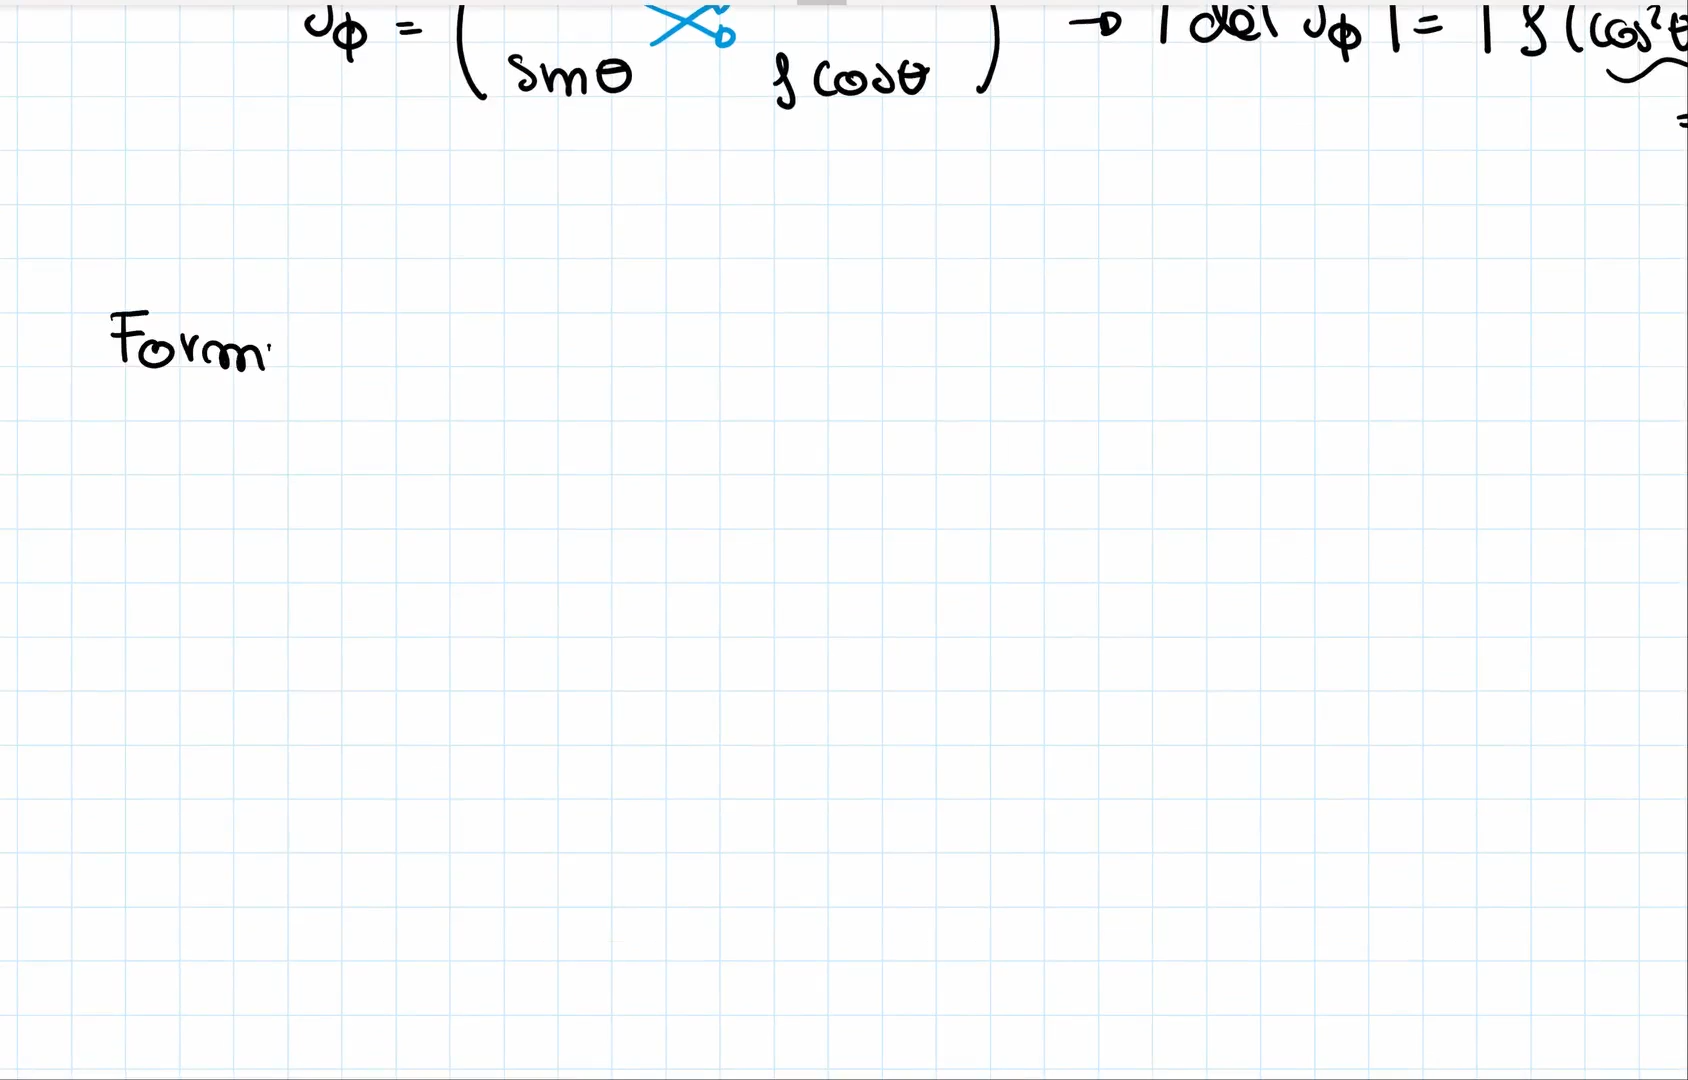 Jϕ = ( → | det Jϕ | = | ρ (cos²θ
sinθ ρ cosθ )
=
Form